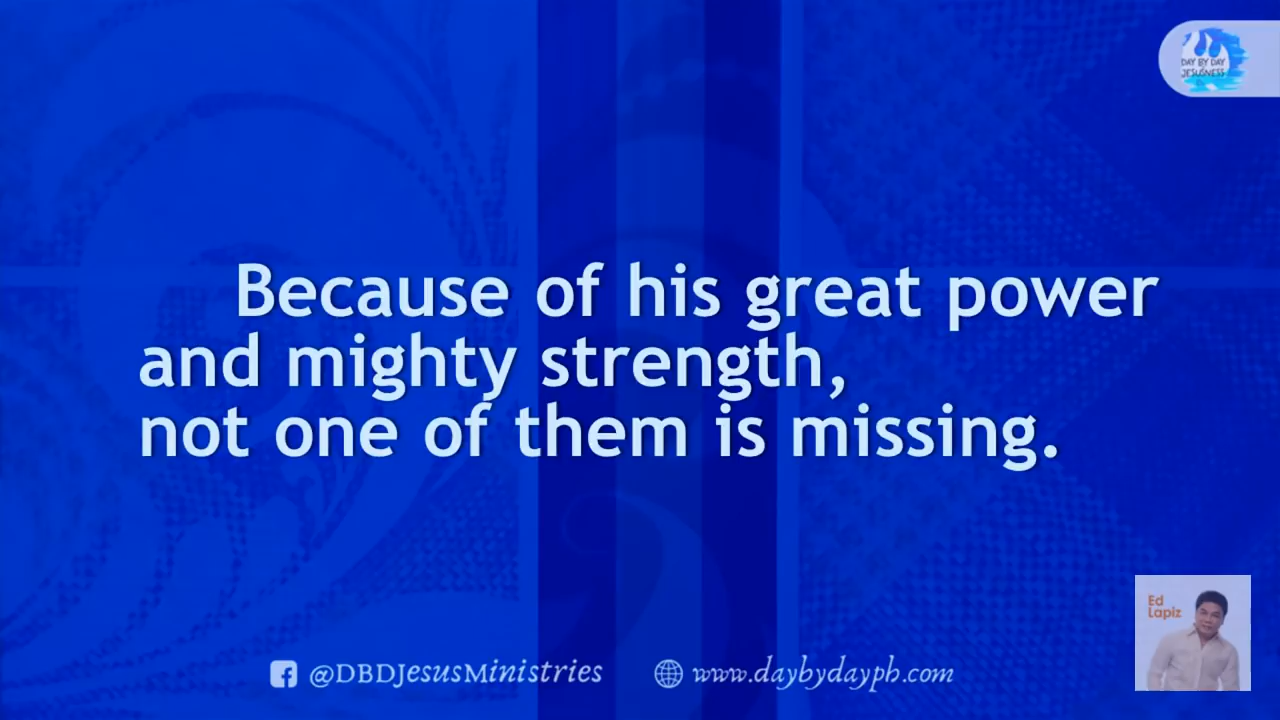 DAY BY DAY
JESUSNESS
Because of his great power
and mighty strength,
not one of them is missing.
Ed
Lapiz
@DBDJesusMinistries
www.daybydayph.com